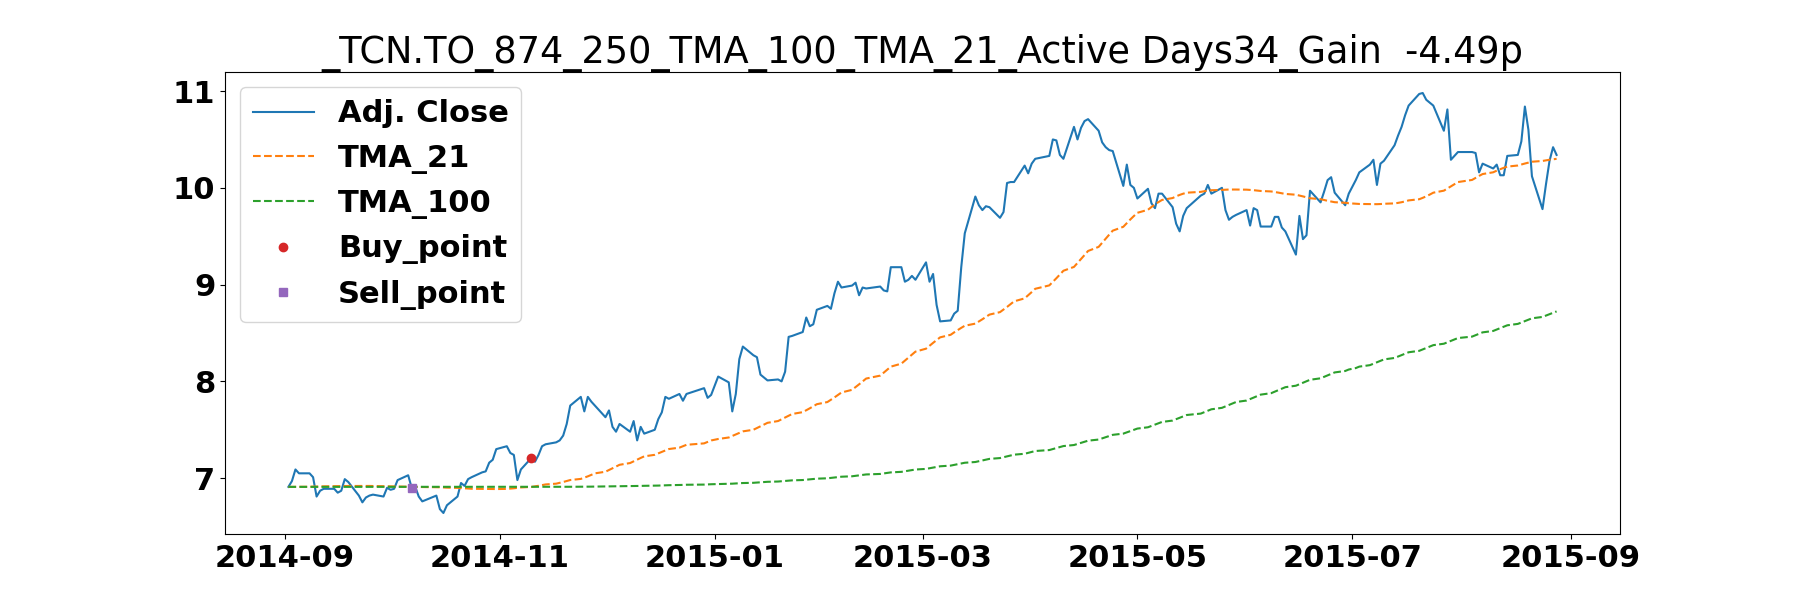 _TCN.TO_874_250_TMA_100_TMA_21_Active Days34_Gain  -4.49p
11
10
9
8
7
Adj. Close
TMA_21
TMA_100
Buy_point
Sell_point
2014-09
2014-11
2015-01
2015-03
2015-05
2015-07
2015-09